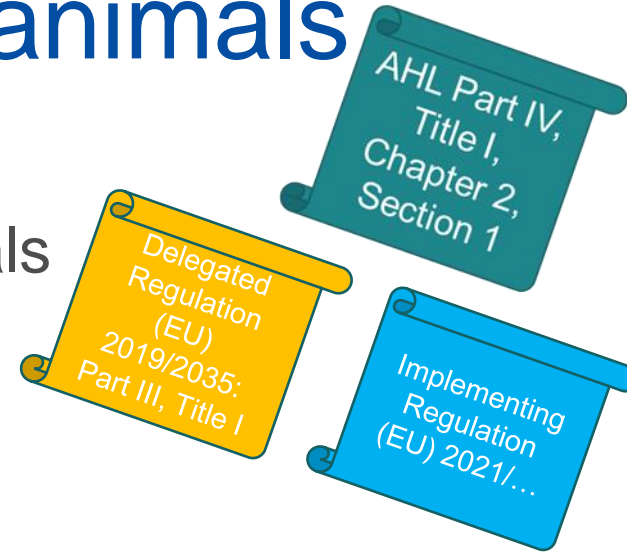 animals
AHL Part IV,
Title I,
Chapter 2,
Section 1
als
Delegated
Regulation
(EU)
2019/2035:
Part III, Title I
Implementing
Regulation
(EU) 2021/...